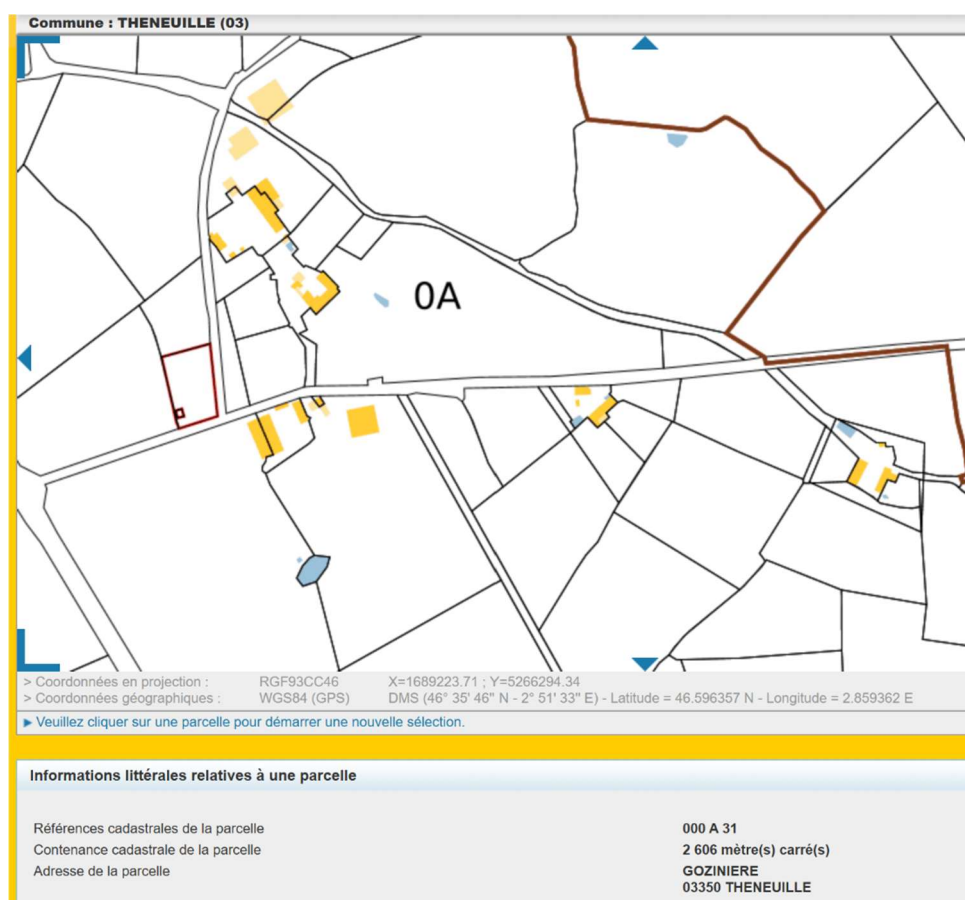 Commune : THENEUILLE (03)
0A
> Coordonnées en projection : RGF93CC46 X=1689223.71 ; Y=5266294.34
> Coordonnées géographiques : WGS84 (GPS) DMS (46° 35' 46" N - 2° 51' 33" E) - Latitude = 46.596357 N - Longitude = 2.859362 E
Veuillez cliquer sur une parcelle pour démarrer une nouvelle sélection.
Informations littérales relatives à une parcelle
Références cadastrales de la parcelle 000 A 31
Contenance cadastrale de la parcelle 2 606 mètre(s) carré(s)
Adresse de la parcelle GOZINIERE
03350 THENEUILLE